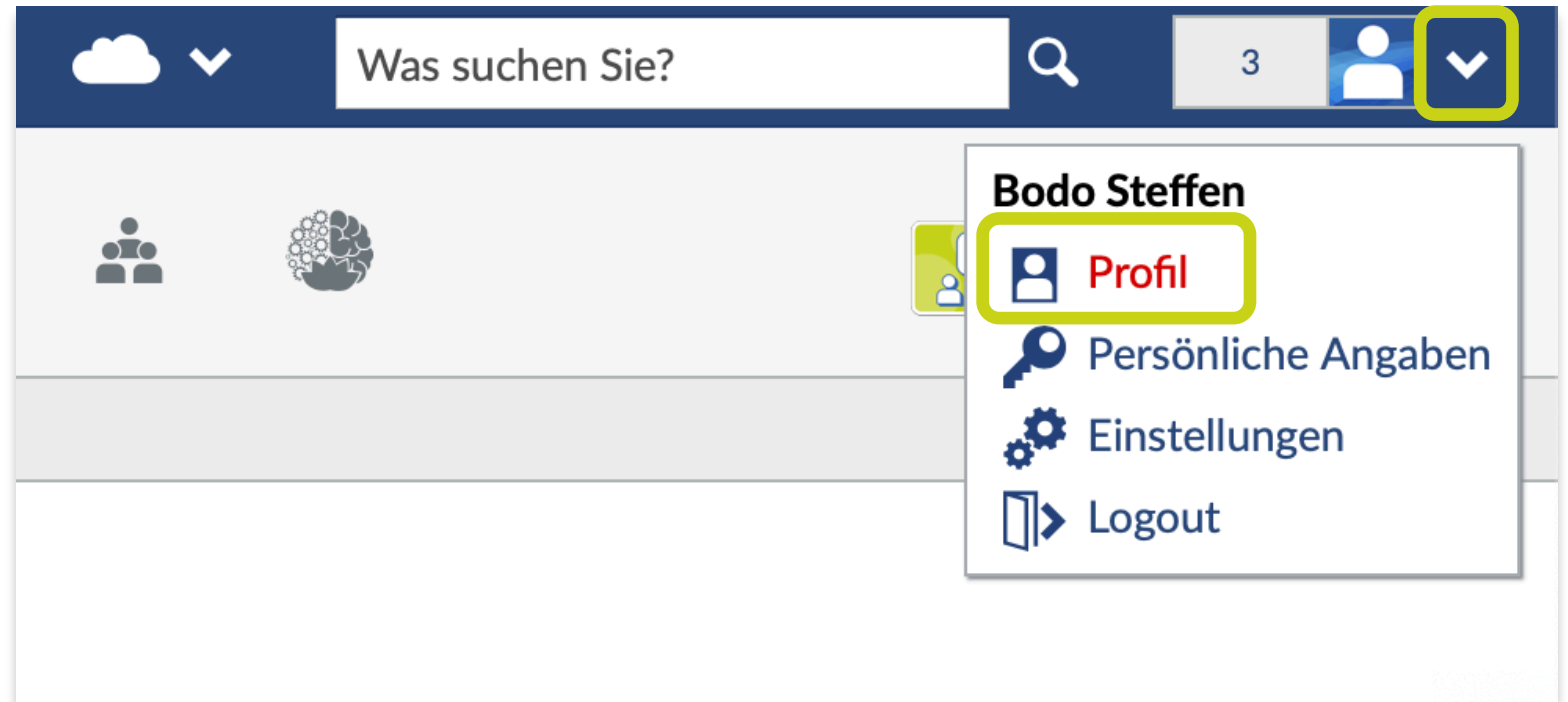 Was suchen Sie?
3
Bodo Steffen
Profil
Persönliche Angaben
Einstellungen
Logout